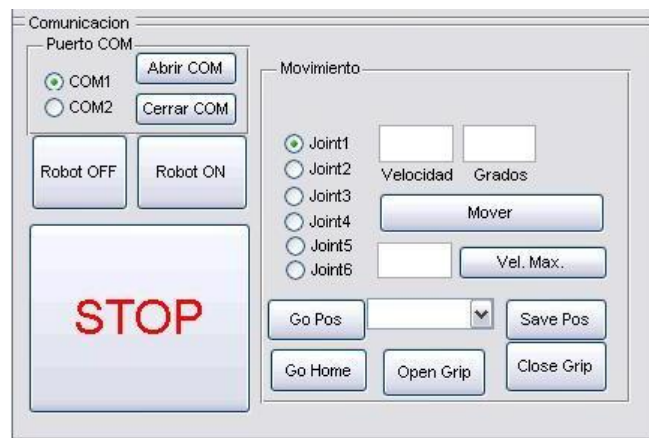 Comunicacion
Puerto COM
COM1
COM2
Abrir COM
Cerrar COM
Robot OFF
Robot ON
STOP
Movimiento
Joint1
Joint2
Joint3
Joint4
Joint5
Joint6
Velocidad
Grados
Mover
Vel. Max.
Go Pos
Save Pos
Go Home
Open Grip
Close Grip